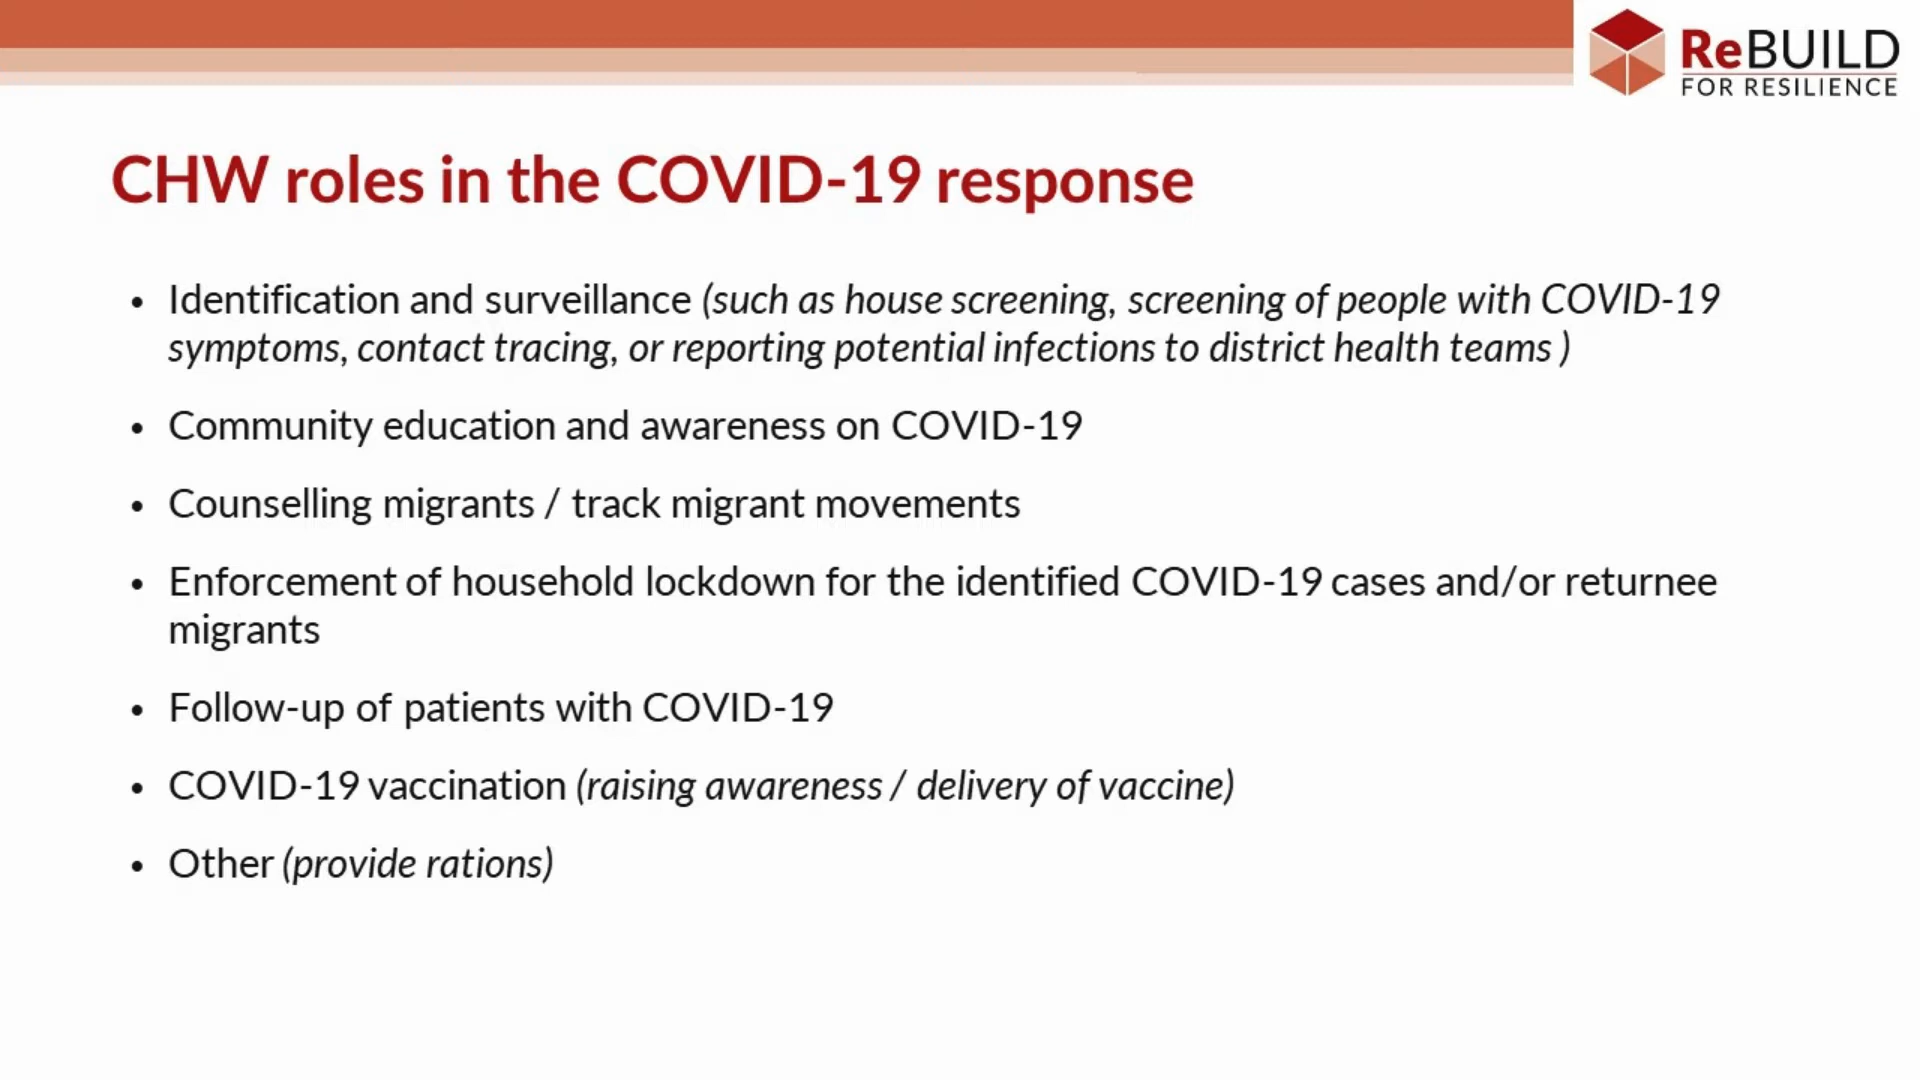 ReBUILD
FOR RESILIENCE
CHW roles in the COVID-19 response
• Identification and surveillance (such as house screening, screening of people with COVID-19
symptoms, contact tracing, or reporting potential infections to district health teams )
• Community education and awareness on COVID-19
• Counselling migrants / track migrant movements
• Enforcement of household lockdown for the identified COVID-19 cases and/or returnee
migrants
• Follow-up of patients with COVID-19
• COVID-19 vaccination (raising awareness / delivery of vaccine)
• Other (provide rations)